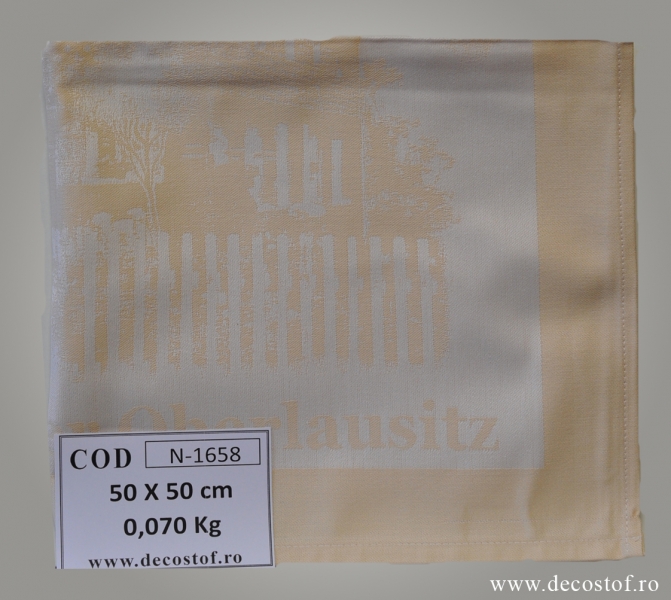 Oberlausitz
COD N-1658
50 X 50 cm
0,070 Kg
www.decostof.ro
www.decostof.ro